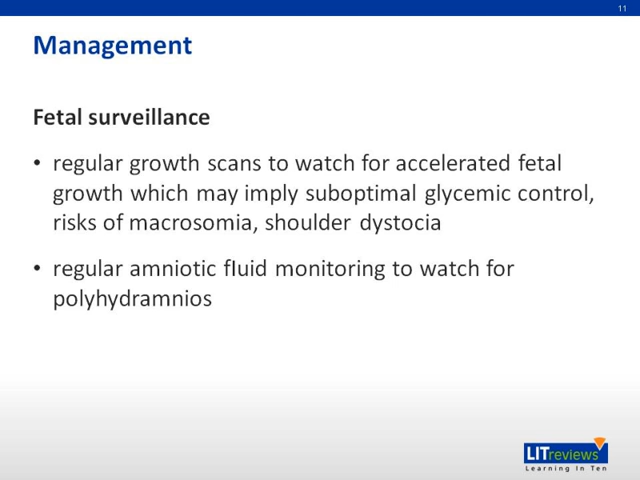 11
Management
Fetal surveillance
• regular growth scans to watch for accelerated fetal
growth which may imply suboptimal glycemic control,
risks of macrosomia, shoulder dystocia
• regular amniotic fluid monitoring to watch for
polyhydramnios
LITreviews
Learning In Ten